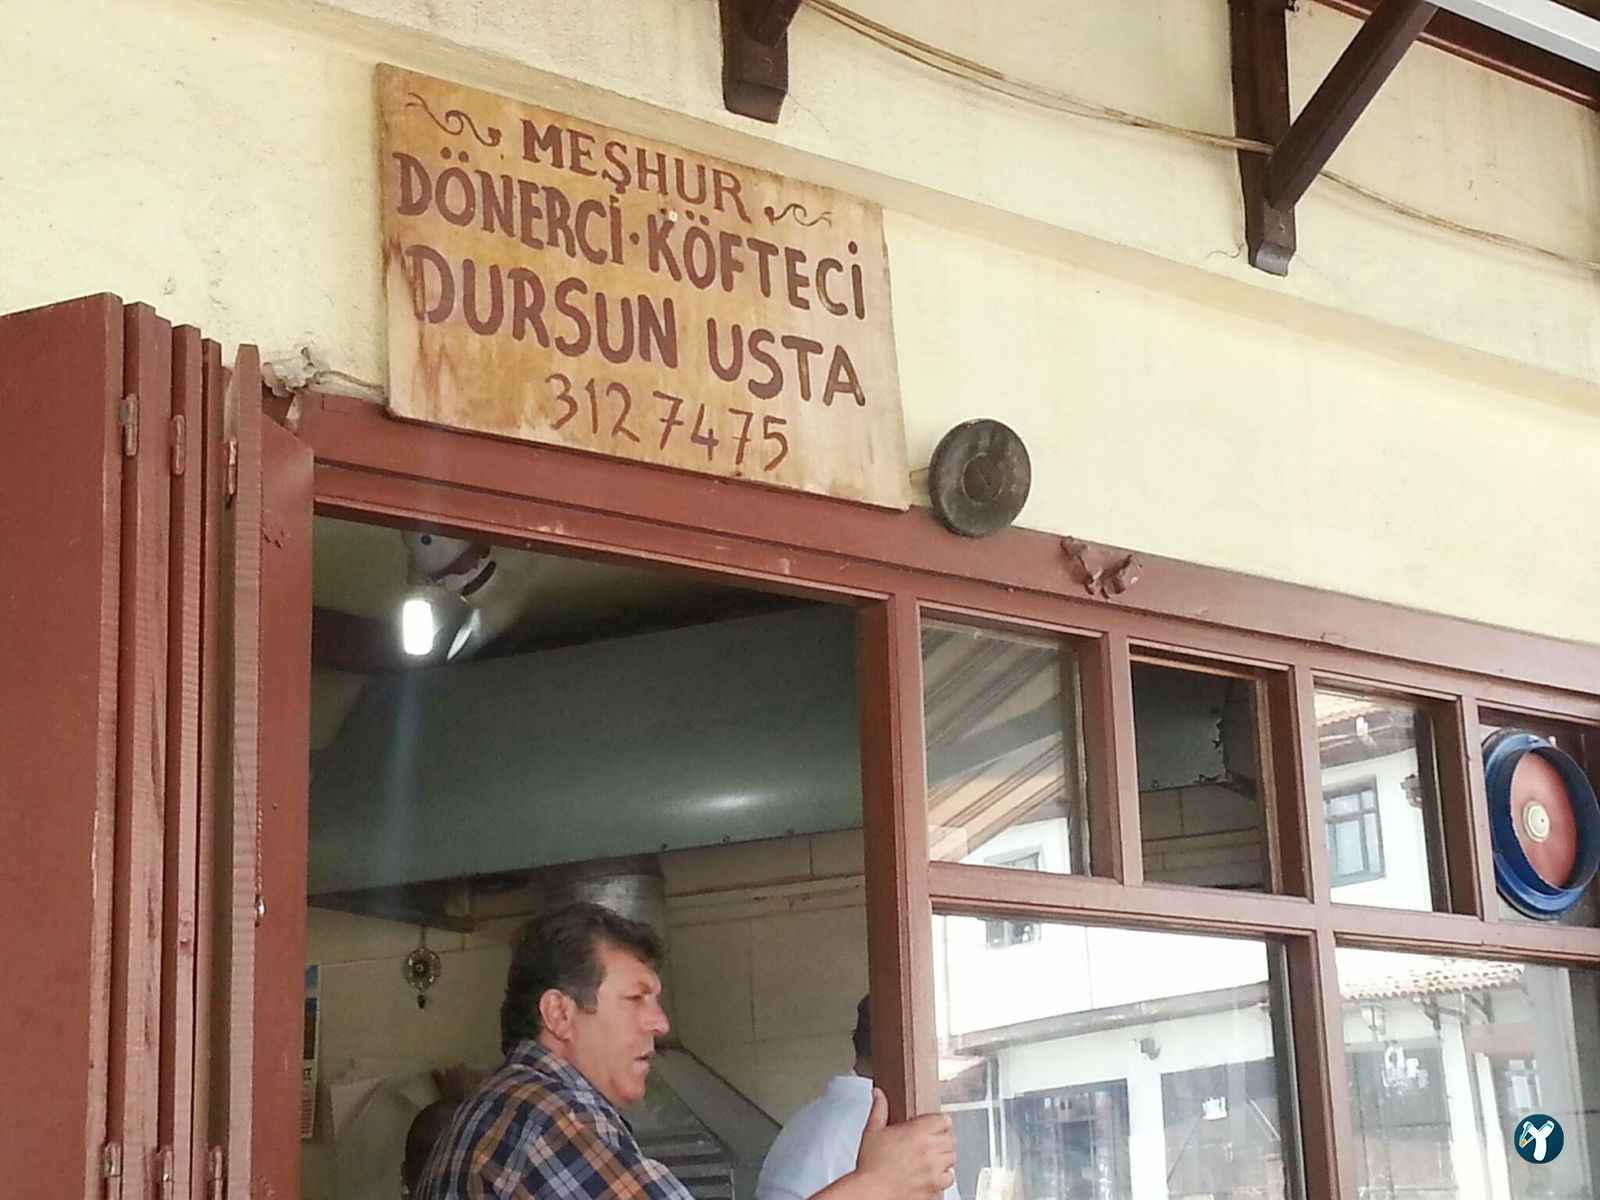 MEŞHUR
DÖNERCİ·KÖFTECİ
DURSUN USTA
312 7475